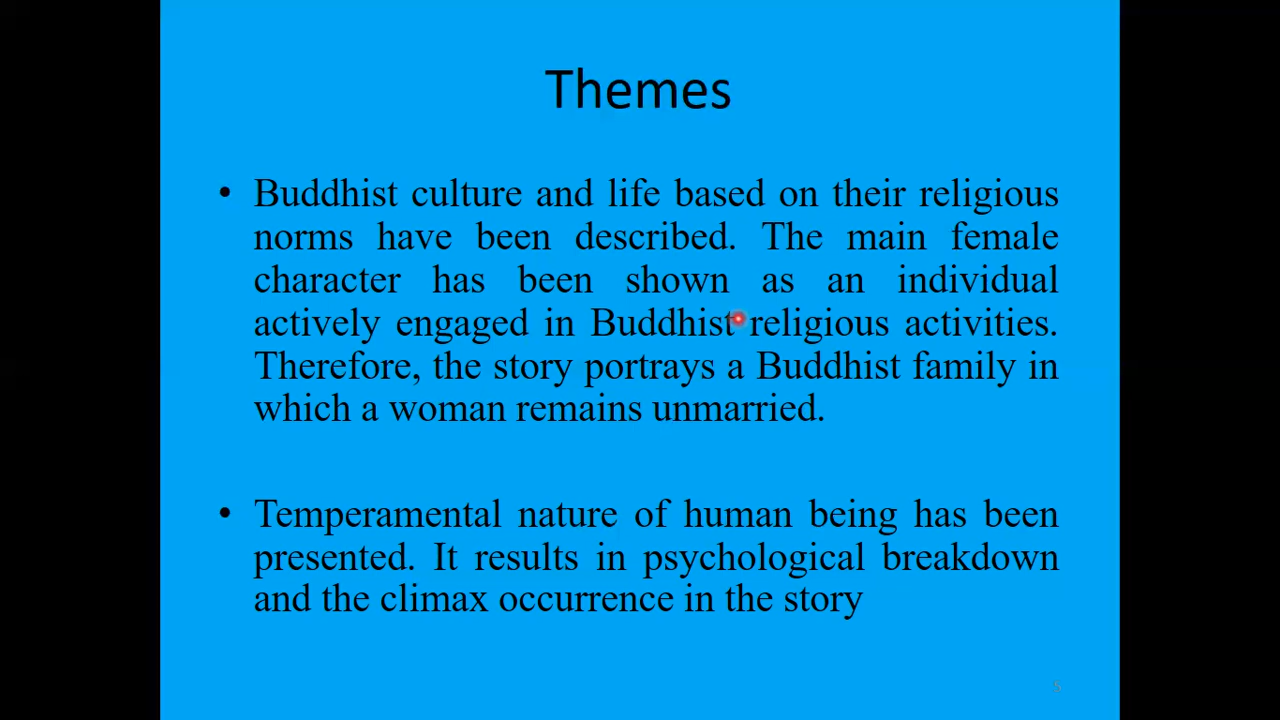 Themes
• Buddhist culture and life based on their religious
norms have been described. The main female
character has been shown as an individual
actively engaged in Buddhist religious activities.
Therefore, the story portrays a Buddhist family in
which a woman remains unmarried.
• Temperamental nature of human being has been
presented. It results in psychological breakdown
and the climax occurrence in the story